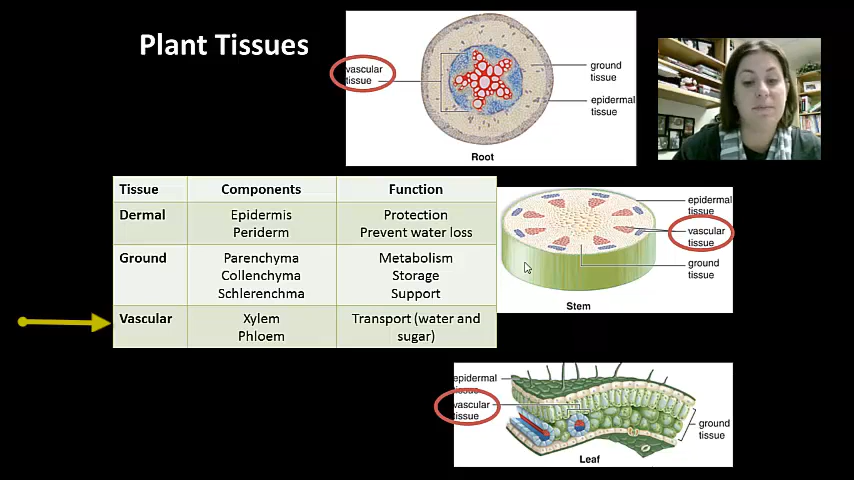 Plant Tissues
vascular
tissue
ground
tissue
epidermal
tissue
Root
Tissue Components Function
Dermal Epidermis Protection
Periderm Prevent water loss
Ground Parenchyma Metabolism
Collenchyma Storage
Schlerenchma Support
Vascular Xylem Transport (water and
Phloem sugar)
epidermal
tissue
vascular
tissue
ground
tissue
Stem
epidermal
tissue
vascular
tissue
ground
tissue
Leaf